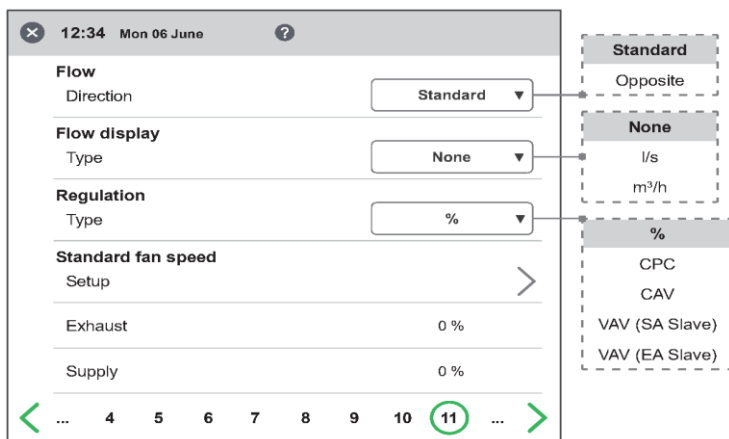 12:34 Mon 06 June ?
Flow
Direction Standard ▼
Flow display
Type None ▼
Regulation
Type % ▼
Standard fan speed
Setup
Exhaust 0 %
Supply 0 %
... 4 5 6 7 8 9 10 11 ...
Standard
Opposite
None
l/s
m³/h
%
CPC
CAV
VAV (SA Slave)
VAV (EA Slave)